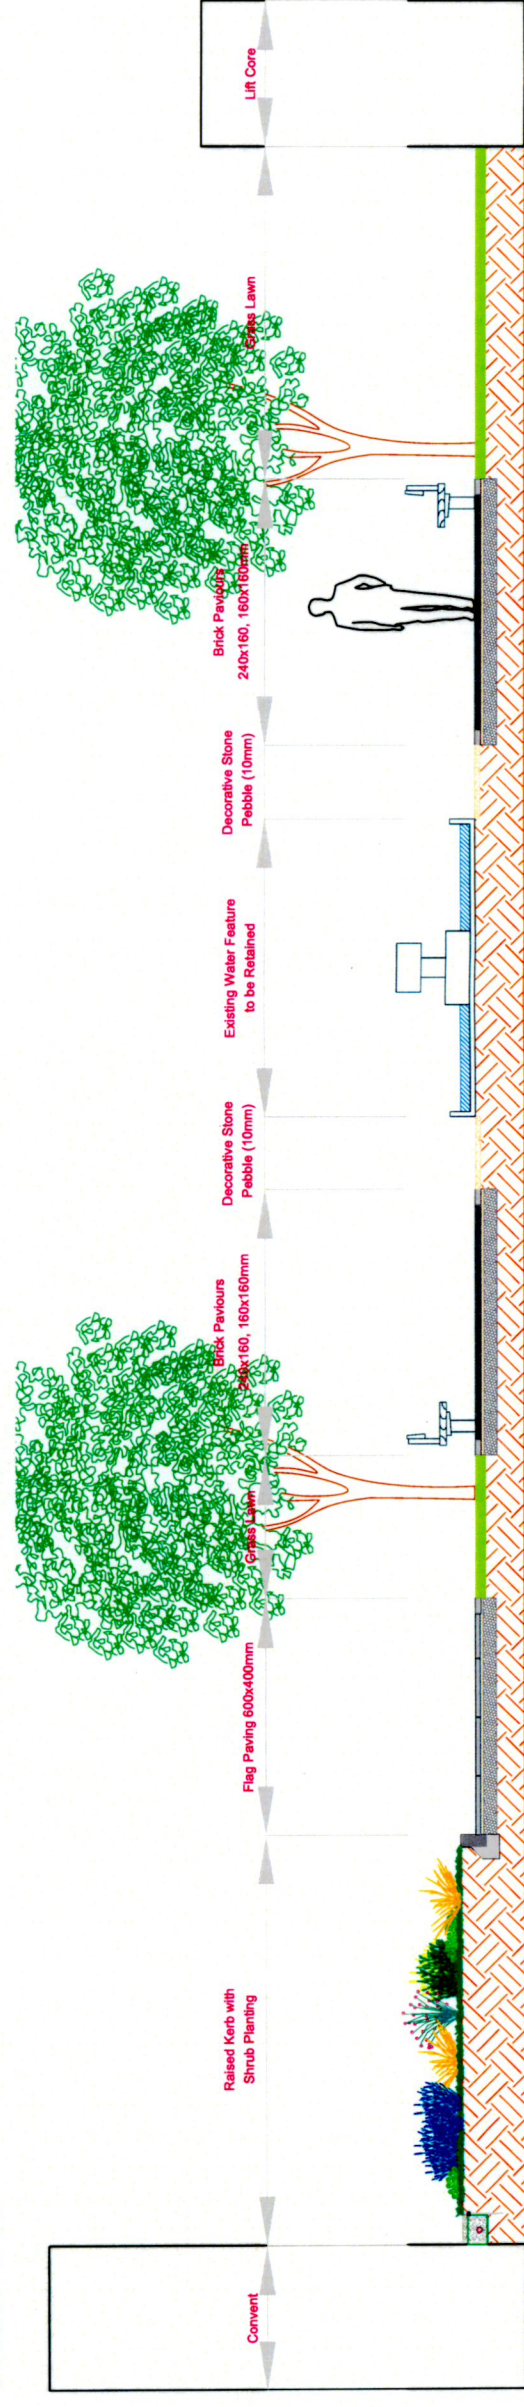 Convent
Raised Kerb with
Shrub Planting
Flag Paving 600x400mm
Grass Lawn
Brick Paviours
240x160, 160x160mm
Decorative Stone
Pebble (10mm)
Existing Water Feature
to be Retained
Decorative Stone
Pebble (10mm)
Brick Paviours
240x160, 160x160mm
Grass Lawn
Lift Core